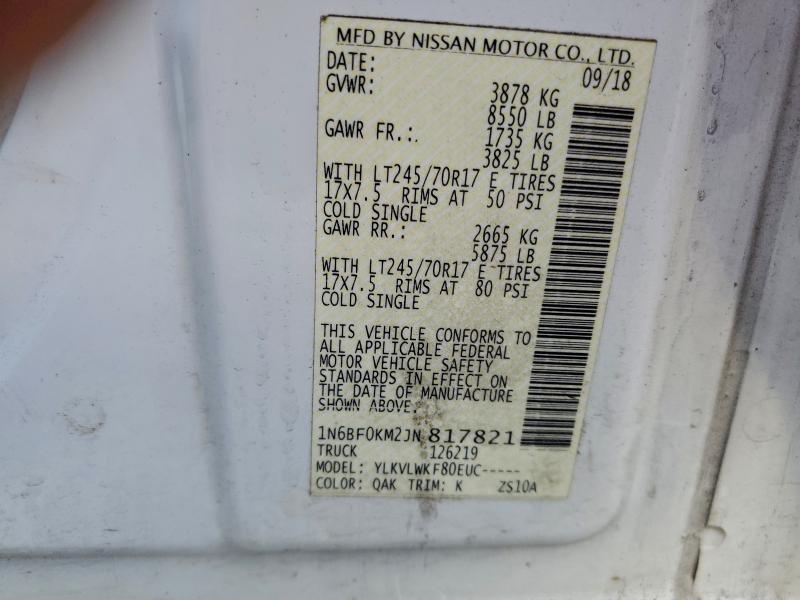 MFD BY NISSAN MOTOR CO., LTD.
DATE: 09/18
GVWR: 3878 KG
8550 LB
GAWR FR.: 1735 KG
3825 LB
WITH LT245/70R17 E TIRES
17X7.5 RIMS AT 50 PSI
COLD SINGLE
GAWR RR.: 2665 KG
5875 LB
WITH LT245/70R17 E TIRES
17X7.5 RIMS AT 80 PSI
COLD SINGLE
THIS VEHICLE CONFORMS TO
ALL APPLICABLE FEDERAL
MOTOR VEHICLE SAFETY
STANDARDS IN EFFECT ON
THE DATE OF MANUFACTURE
SHOWN ABOVE.
1N6BF0KM2JN817821
TRUCK 126219
MODEL: YLKVLWKF80EUC-----
COLOR: QAK TRIM: K ZS10A